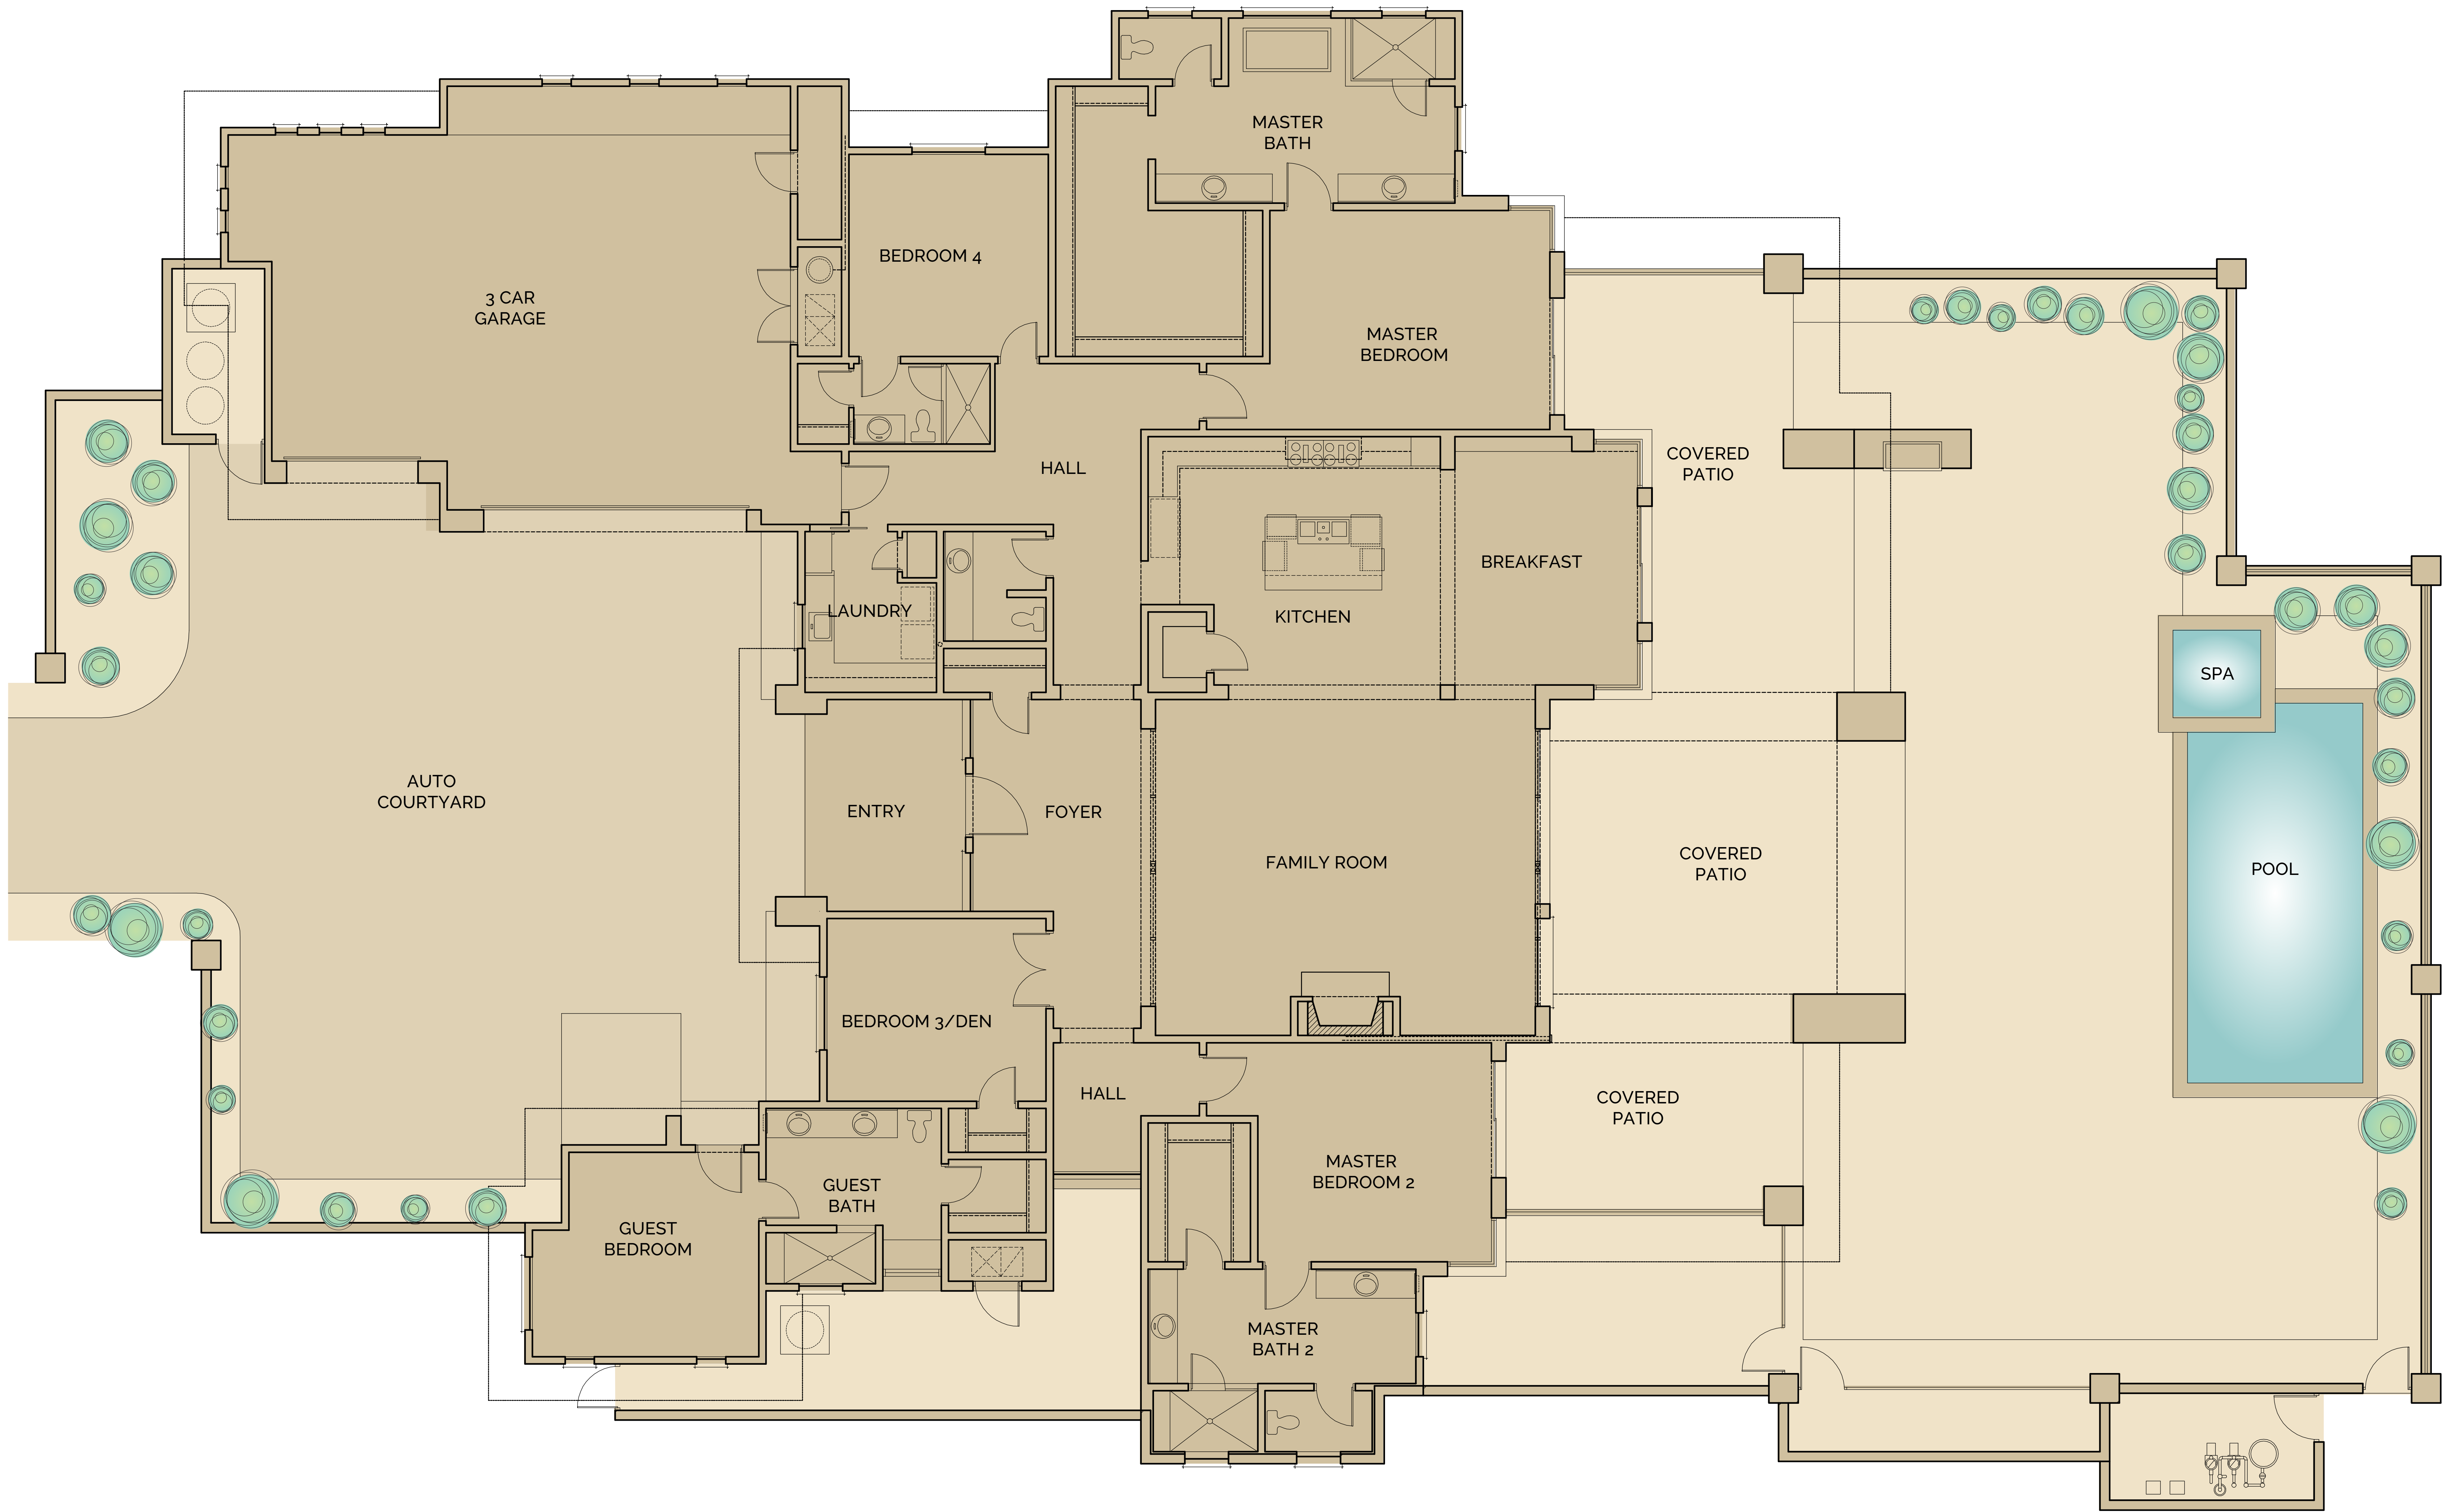 MASTER
BATH
BEDROOM 4
3 CAR
GARAGE
MASTER
BEDROOM
HALL
COVERED
PATIO
BREAKFAST
LAUNDRY
KITCHEN
SPA
AUTO
COURTYARD
ENTRY
FOYER
FAMILY ROOM
COVERED
PATIO
POOL
BEDROOM 3/DEN
HALL
COVERED
PATIO
MASTER
BEDROOM 2
GUEST
BATH
GUEST
BEDROOM
MASTER
BATH 2